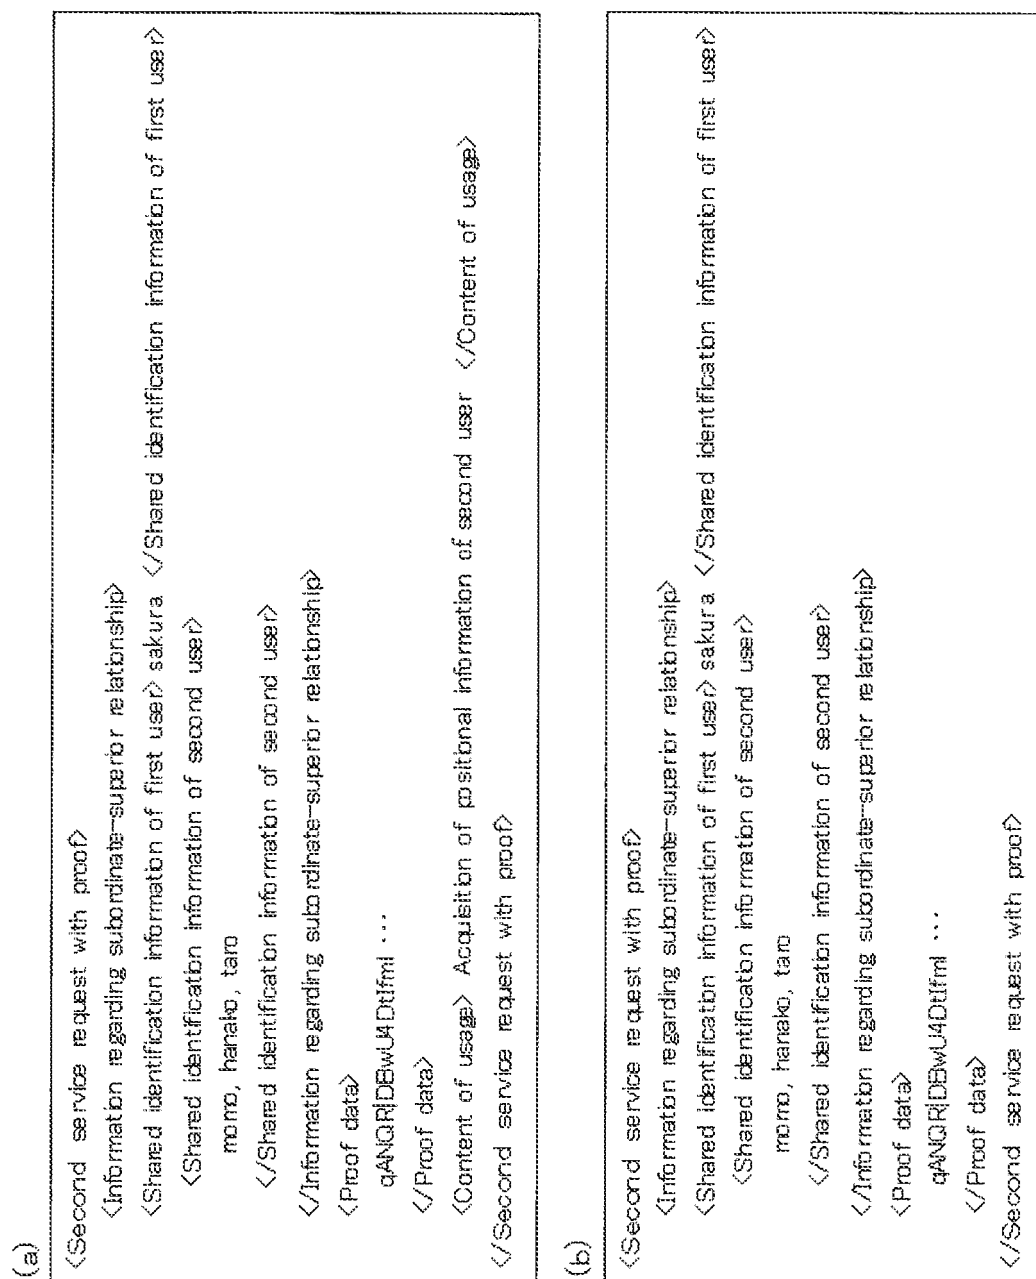 (a)
<Second service request with proof>
<Information regarding subordinate-superior relationship>
<Shared identification information of first user> sakura </Shared identification information of first user>
<Shared identification information of second user>
momo, hanako, taro
</Shared identification information of second user>
</Information regarding subordinate-superior relationship>
<Proof data>
qANQR|DBwU4DtIfml ...
</Proof data>
<Content of usage> Acquisition of positional information of second user </Content of usage>
</Second service request with proof>
(b)
<Second service request with proof>
<Information regarding subordinate-superior relationship>
<Shared identification information of first user> sakura </Shared identification information of first user>
<Shared identification information of second user>
momo, hanako, taro
</Shared identification information of second user>
</Information regarding subordinate-superior relationship>
<Proof data>
qANQR|DBwU4DtIfml ...
</Proof data>
</Second service request with proof>